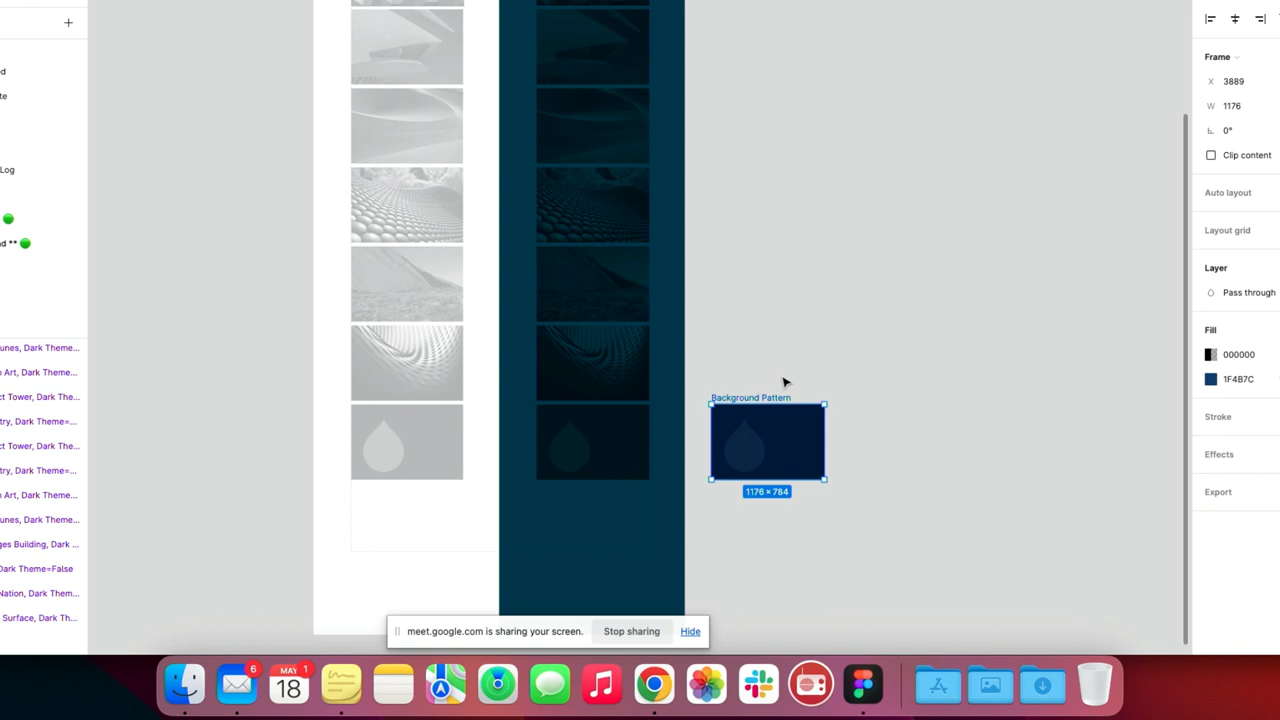 ed
te
Log
nd **
unes, Dark Theme...
n Art, Dark Theme...
ct Tower, Dark The...
try, Dark Theme=...
ct Tower, Dark The...
try, Dark Theme=...
n Art, Dark Theme...
unes, Dark Theme...
ges Building, Dark ...
Dark Theme=False
Nation, Dark Them...
Surface, Dark Th...
Background Pattern
1176 × 784
meet.google.com is sharing your screen.
Stop sharing
Hide
Frame
X 3889
W 1176
0°
Clip content
Auto layout
Layout grid
Layer
Pass through
Fill
000000
1F4B7C
Stroke
Effects
Export
6
MAY
1
18